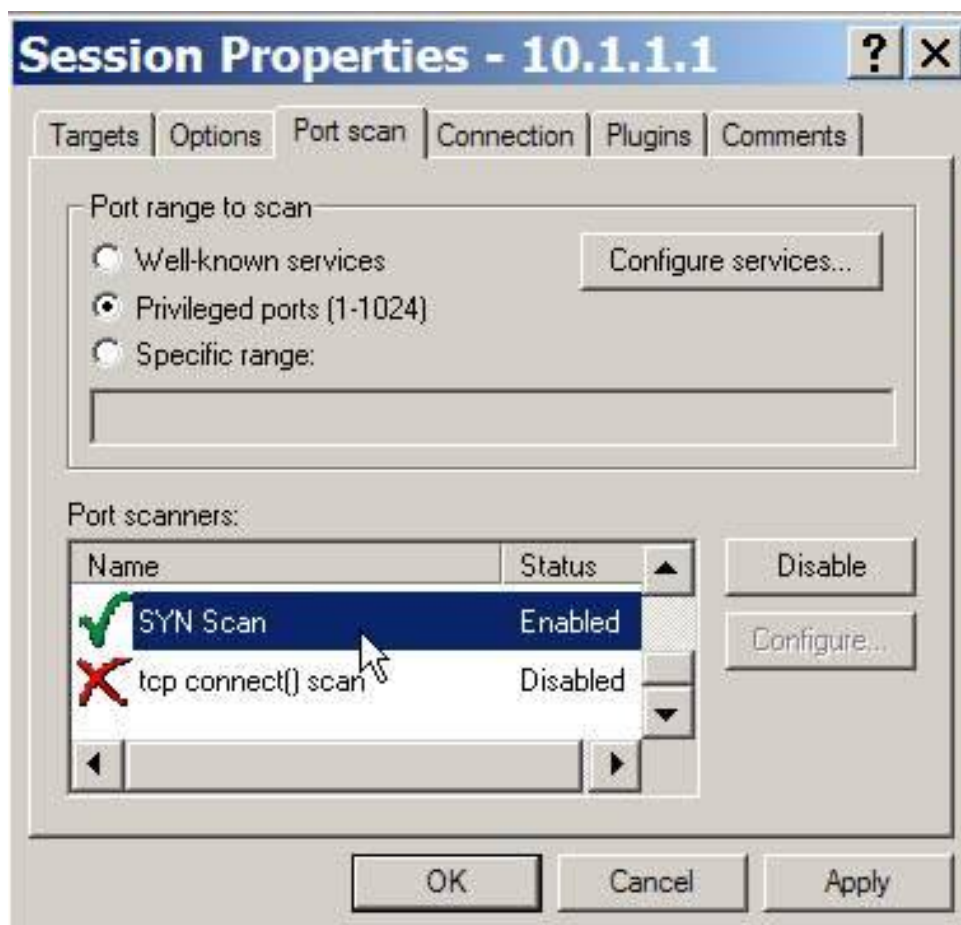 Session Properties - 10.1.1.1
Targets Options Port scan Connection Plugins Comments
Port range to scan
Well-known services Configure services...
Privileged ports (1-1024)
Specific range:
Port scanners:
Name Status Disable
SYN Scan Enabled
Configure...
tcp connect() scan Disabled
OK Cancel Apply